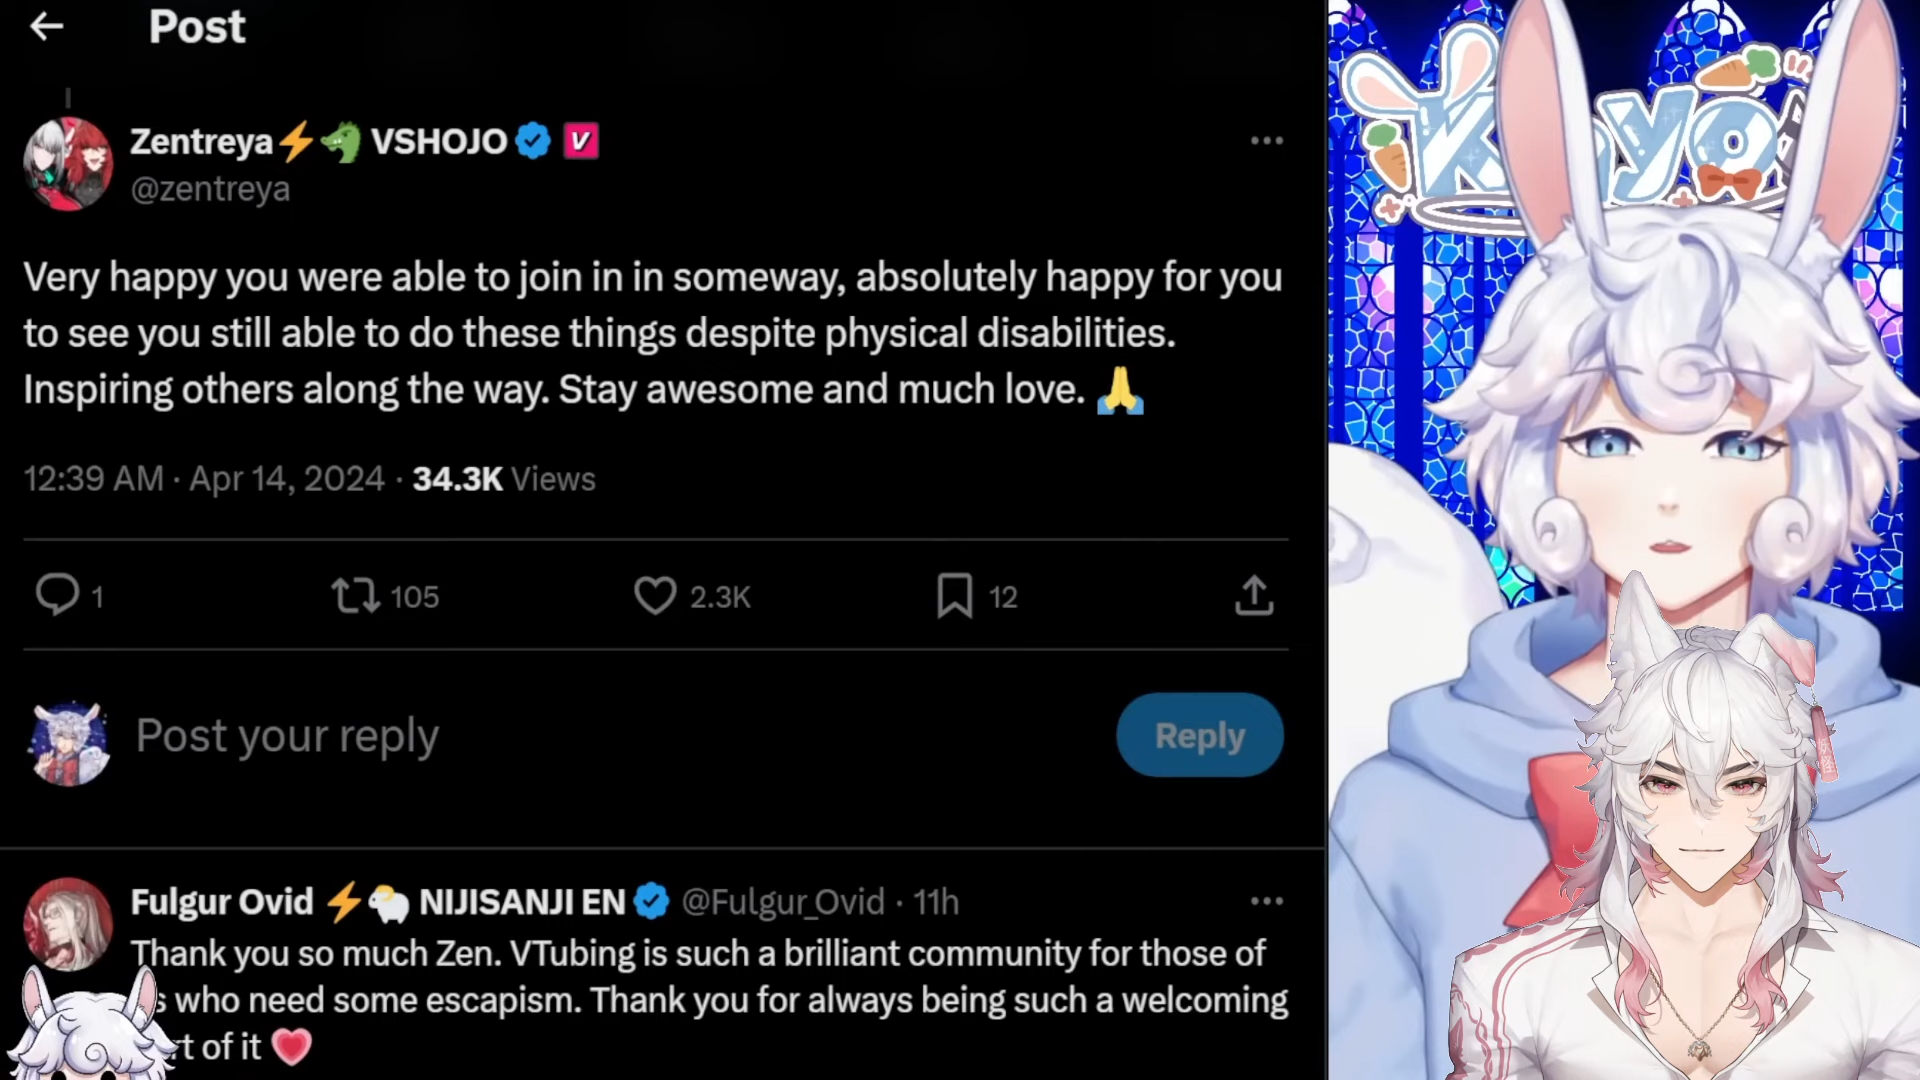 Post
Zentreya⚡🐉 VSHOJO
@zentreya
Very happy you were able to join in in someway, absolutely happy for you
to see you still able to do these things despite physical disabilities.
Inspiring others along the way. Stay awesome and much love. 🙏
12:39 AM · Apr 14, 2024 · 34.3K Views
1 105 2.3K 12
Post your reply
Reply
Fulgur Ovid ⚡🐑 NIJISANJI EN @Fulgur_Ovid · 11h
Thank you so much Zen. VTubing is such a brilliant community for those of
who need some escapism. Thank you for always being such a welcoming
of it 💗
妖怪